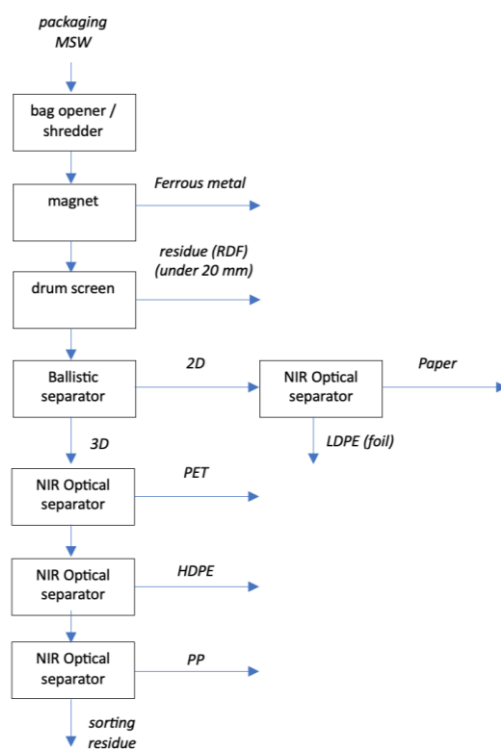 packaging
MSW
bag opener /
shredder
magnet
Ferrous metal
residue (RDF)
(under 20 mm)
drum screen
Ballistic
separator
2D
NIR Optical
separator
Paper
3D
LDPE (foil)
NIR Optical
separator
PET
NIR Optical
separator
HDPE
NIR Optical
separator
PP
sorting
residue